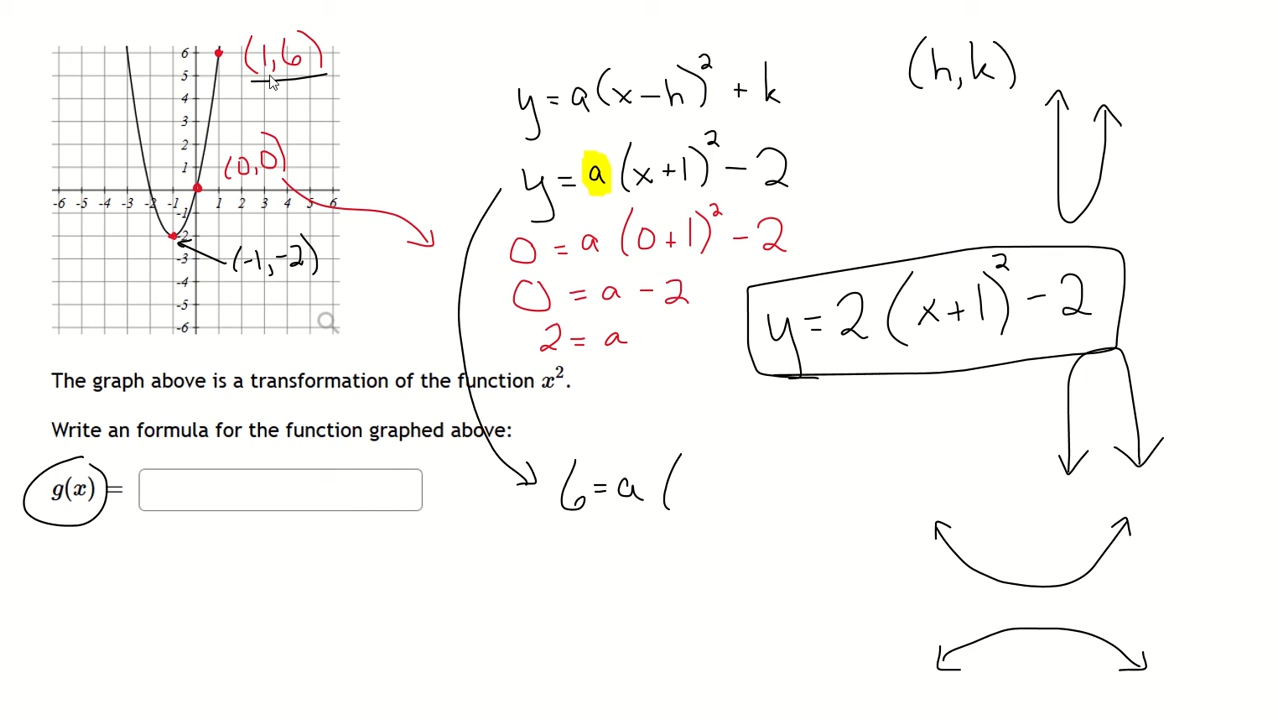 6
5
4
3
2
1
-6 -5 -4 -3 -2 -1 1 2 3 4 5 6
-1
-2
-3
-4
-5
-6
(1,6)
(0,0)
(-1,-2)
The graph above is a transformation of the function x².
Write an formula for the function graphed above:
g(x) =
y = a(x-h)² + k
y = a(x+1)² - 2
0 = a(0+1)² - 2
0 = a - 2
2 = a
6 = a (
(h,k)
y = 2(x+1)² - 2